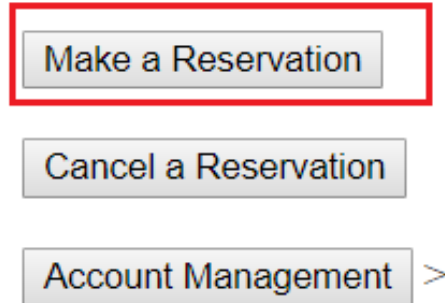 Make a Reservation
Cancel a Reservation
Account Management >